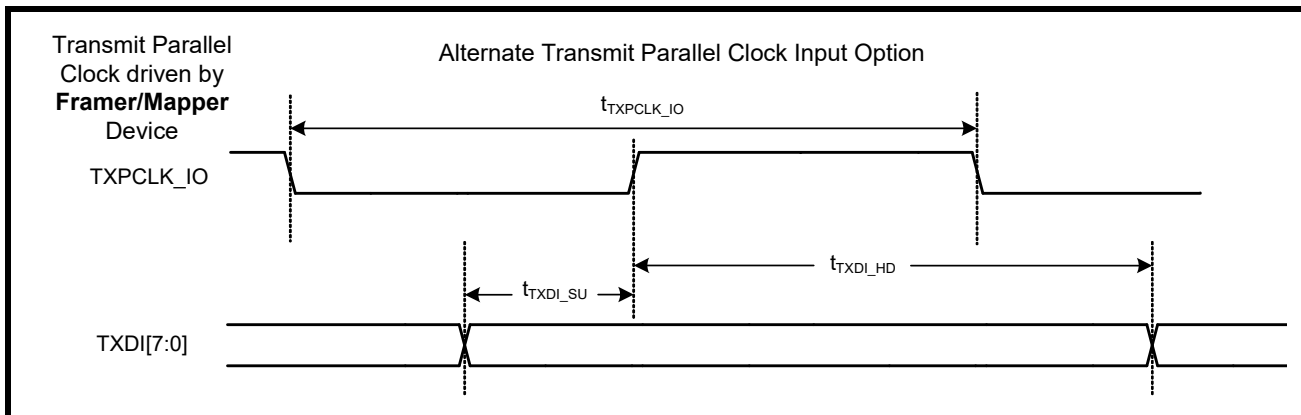 Transmit Parallel
Clock driven by
Framer/Mapper
Device
Alternate Transmit Parallel Clock Input Option
tTXPCLK_IO
TXPCLK_IO
tTXDI_HD
tTXDI_SU
TXDI[7:0]